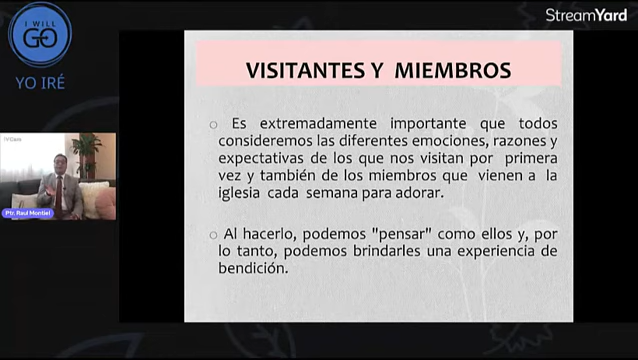 I WILL
GO
YO IRÉ
StreamYard
VISITANTES Y MIEMBROS
Es extremadamente importante que todos
consideremos las diferentes emociones, razones y
expectativas de los que nos visitan por primera
vez y también de los miembros que vienen a la
iglesia cada semana para adorar.
Al hacerlo, podemos "pensar" como ellos y, por
lo tanto, podemos brindarles una experiencia de
bendición.
Ptr. Raul Montiel